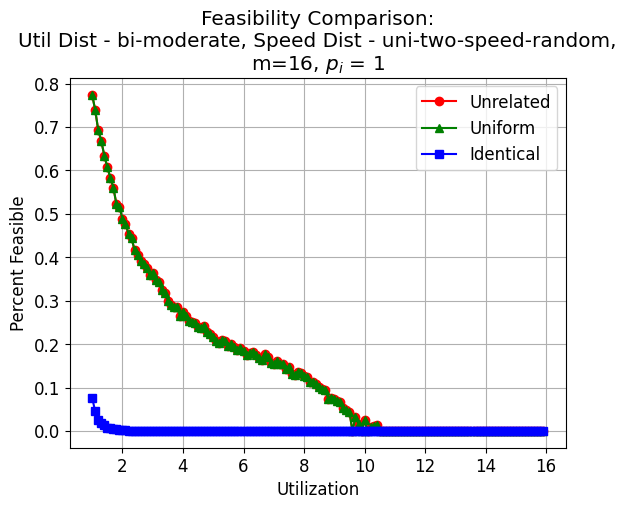 Feasibility Comparison:
Util Dist - bi-moderate, Speed Dist - uni-two-speed-random,
m=16, $p_i$ = 1
Unrelated
Uniform
Identical
Percent Feasible
0.8
0.7
0.6
0.5
0.4
0.3
0.2
0.1
0.0
2 4 6 8 10 12 14 16
Utilization